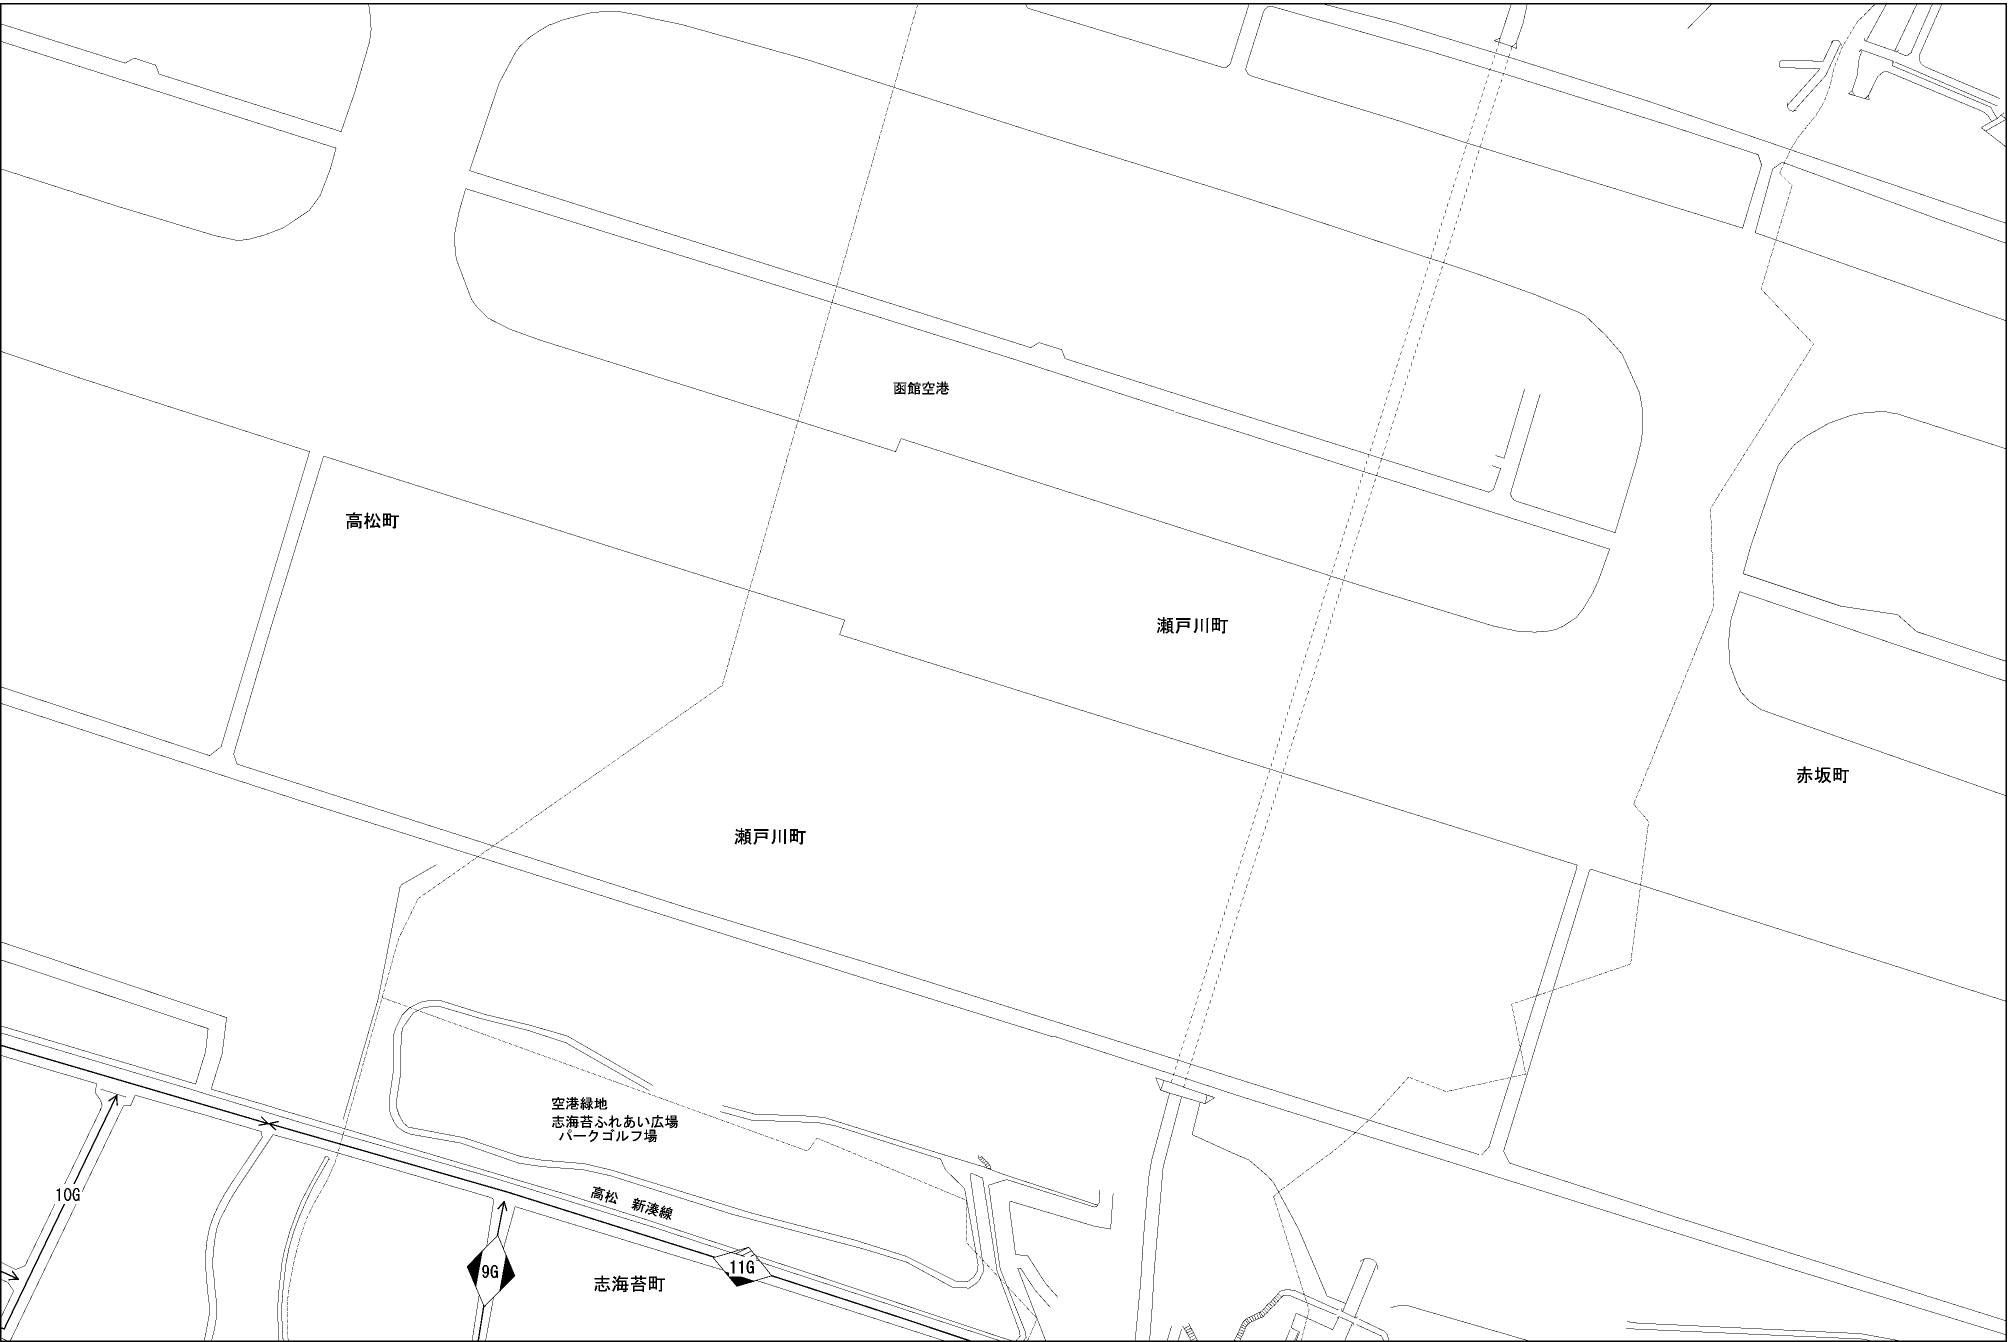 函館空港
高松町
瀬戸川町
赤坂町
瀬戸川町
空港緑地
志海苔ふれあい広場
パークゴルフ場
10G
高松 新湊線
9G
11G
志海苔町